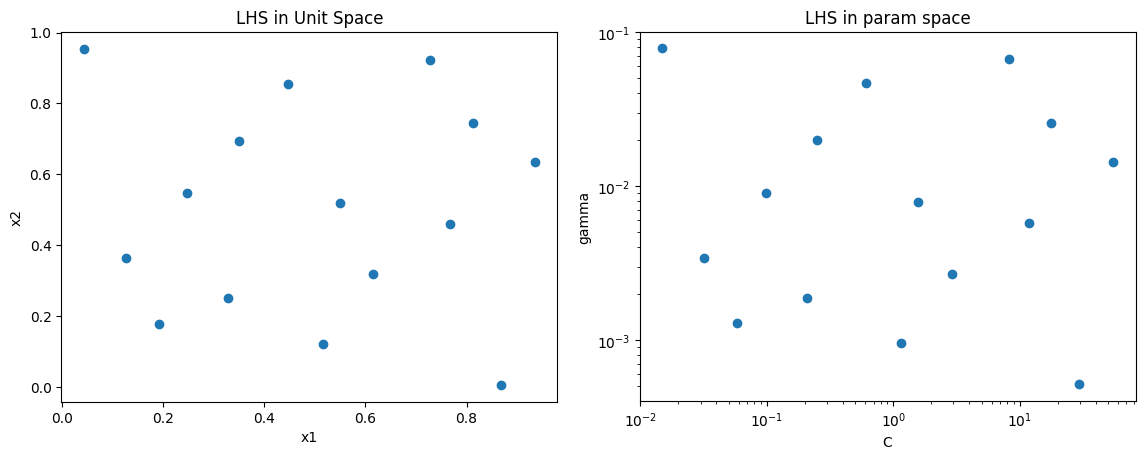 LHS in Unit Space
x2
1.0
0.8
0.6
0.4
0.2
0.0
0.0 0.2 0.4 0.6 0.8
x1
LHS in param space
gamma
10⁻¹
10⁻²
10⁻³
10⁻² 10⁻¹ 10⁰ 10¹
C